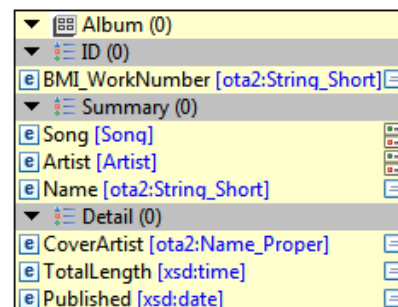 Album (0)
ID (0)
BMI_WorkNumber [ota2:String_Short]
Summary (0)
Song [Song]
Artist [Artist]
Name [ota2:String_Short]
Detail (0)
CoverArtist [ota2:Name_Proper]
TotalLength [xsd:time]
Published [xsd:date]